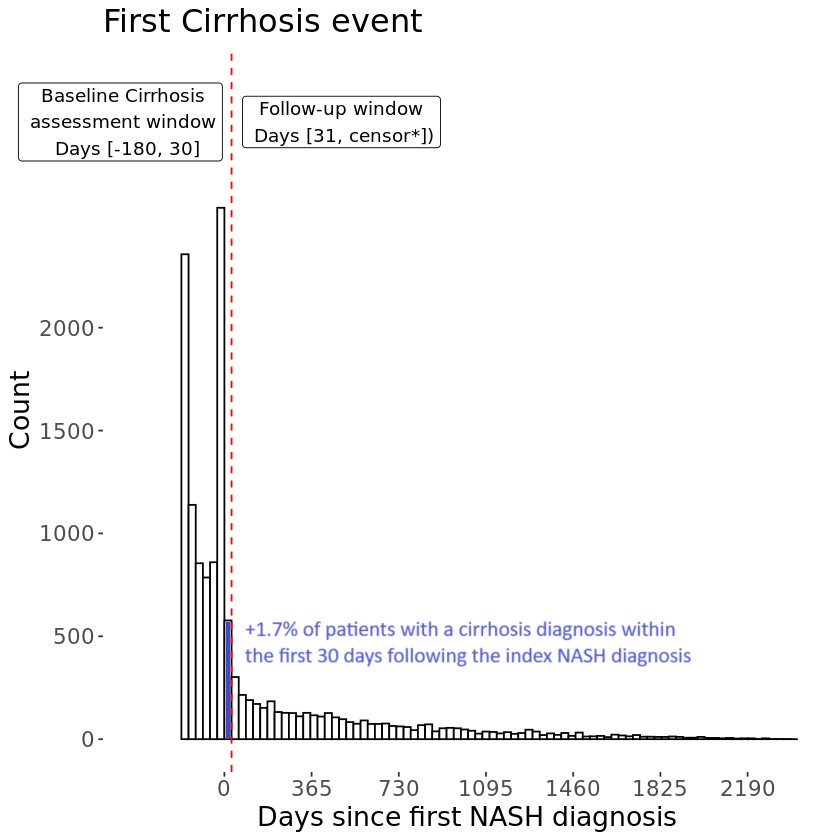 First Cirrhosis event
Baseline Cirrhosis
assessment window
Days [-180, 30]
Follow-up window
Days [31, censor*])
2000
1500
1000
500
0
Count
+1.7% of patients with a cirrhosis diagnosis within
the first 30 days following the index NASH diagnosis
0 365 730 1095 1460 1825 2190
Days since first NASH diagnosis